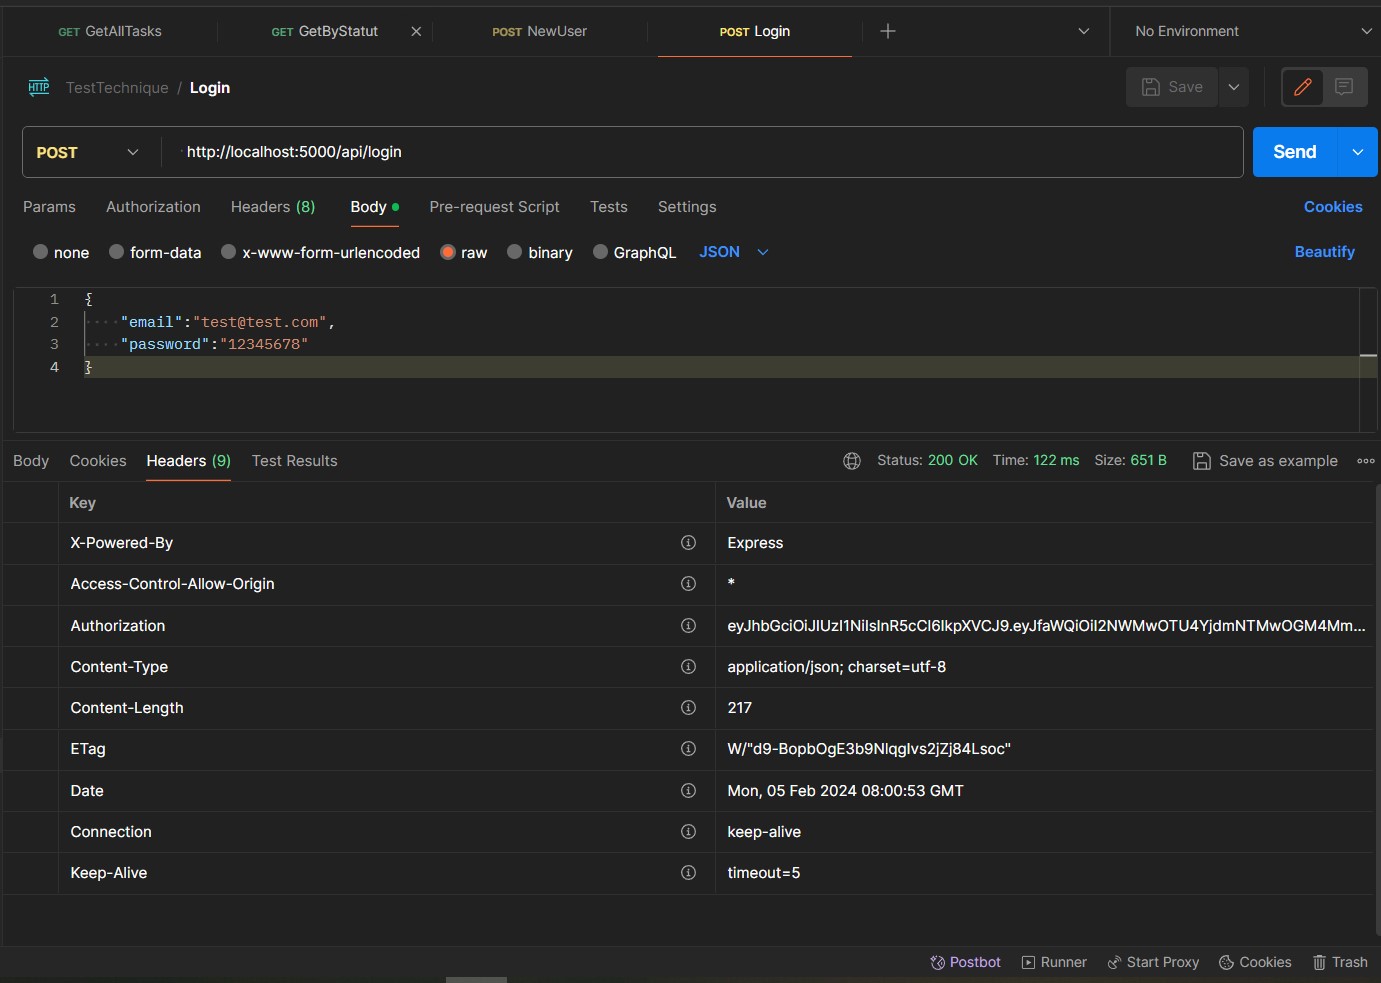 GET GetAllTasks
GET GetByStatut
POST NewUser
POST Login
No Environment
HTTP TestTechnique / Login
Save
POST http://localhost:5000/api/login
Send
Params Authorization Headers (8) Body Pre-request Script Tests Settings Cookies
none form-data x-www-form-urlencoded raw binary GraphQL JSON Beautify
1 {
2 "email":"test@test.com",
3 "password":"12345678"
4 }
Body Cookies Headers (9) Test Results Status: 200 OK Time: 122 ms Size: 651 B Save as example
Key Value
X-Powered-By Express
Access-Control-Allow-Origin *
Authorization eyJhbGciOiJIUzI1NiIsInR5cCI6IkpXVCJ9.eyJfaWQiOiI2NWMwOTU4YjdmNTMwOGM4Mm...
Content-Type application/json; charset=utf-8
Content-Length 217
ETag W/"d9-BopbOgE3b9NlqgIvs2jZj84Lsoc"
Date Mon, 05 Feb 2024 08:00:53 GMT
Connection keep-alive
Keep-Alive timeout=5
Postbot Runner Start Proxy Cookies Trash